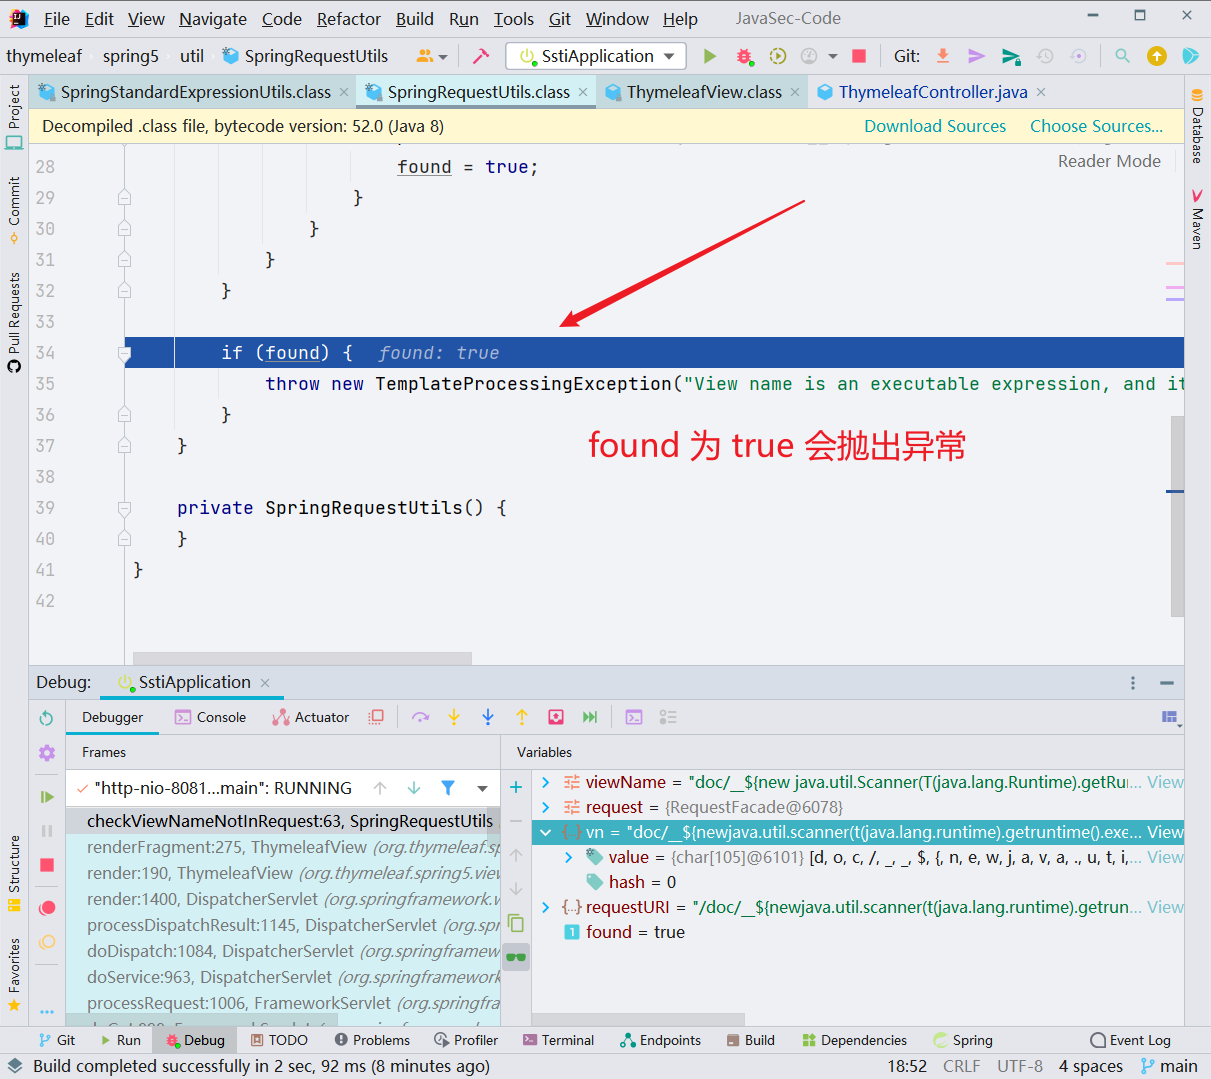 File Edit View Navigate Code Refactor Build Run Tools Git Window Help JavaSec-Code
thymeleaf spring5 util SpringRequestUtils SstiApplication Git:
SpringStandardExpressionUtils.class SpringRequestUtils.class ThymeleafView.class ThymeleafController.java
Decompiled .class file, bytecode version: 52.0 (Java 8) Download Sources Choose Sources...
Reader Mode
28 found = true;
29 }
30 }
31 }
32 }
33
34 if (found) { found: true
35 throw new TemplateProcessingException("View name is an executable expression, and it
36 }
37 }
found 为 true 会抛出异常
38
39 private SpringRequestUtils() {
40 }
41 }
42
Project
Commit
Pull Requests
Structure
Favorites
Database
Maven
Debug: SstiApplication
Debugger Console Actuator
Frames
Variables
"http-nio-8081...main": RUNNING
checkViewNameNotInRequest:63, SpringRequestUtils
renderFragment:275, ThymeleafView (org.thymeleaf.sp
render:190, ThymeleafView (org.thymeleaf.spring5.view
render:1400, DispatcherServlet (org.springframework.w
processDispatchResult:1145, DispatcherServlet (org.spr
doDispatch:1084, DispatcherServlet (org.springframew
doService:963, DispatcherServlet (org.springframework
processRequest:1006, FrameworkServlet (org.springfra
viewName = "doc/__${new java.util.Scanner(T(java.lang.Runtime).getRu... View
request = {RequestFacade@6078}
vn = "doc/__${newjava.util.scanner(t(java.lang.runtime).getruntime().exe... View
value = {char[105]@6101} [d, o, c, /, _, _, $, {, n, e, w, j, a, v, a, ., u, t, i,... View
hash = 0
requestURI = "/doc/__${newjava.util.scanner(t(java.lang.runtime).getrun... View
found = true
Git Run Debug TODO Problems Profiler Terminal Endpoints Build Dependencies Spring Event Log
Build completed successfully in 2 sec, 92 ms (8 minutes ago) 18:52 CRLF UTF-8 4 spaces main